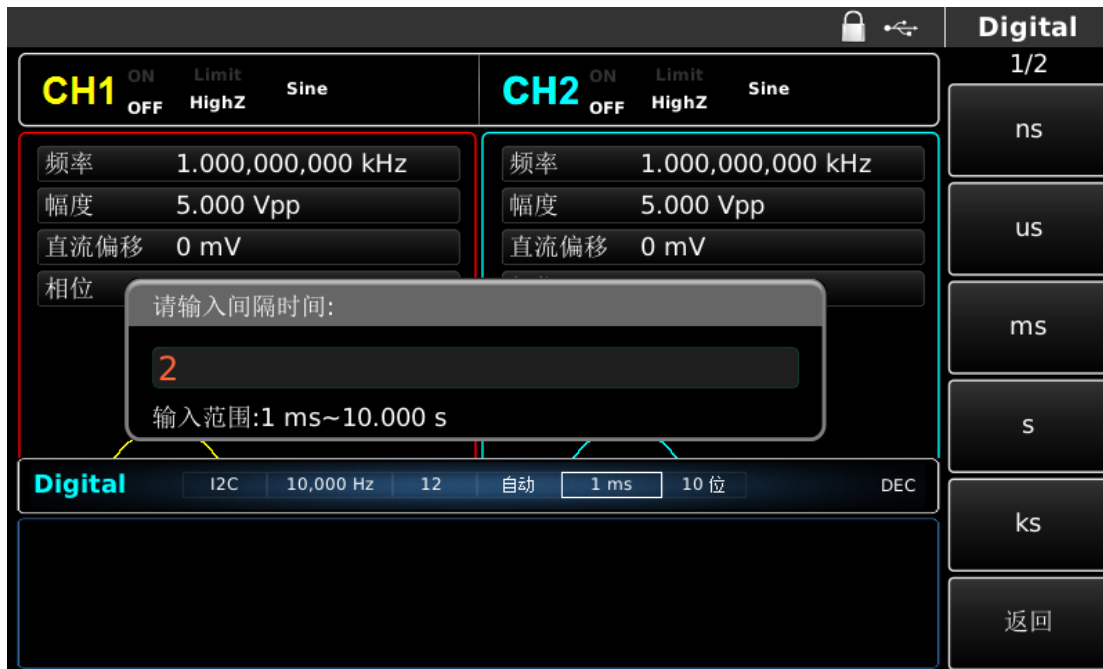 Digital
1/2
CH1 ON OFF Limit HighZ Sine
CH2 ON OFF Limit HighZ Sine
频率 1.000,000,000 kHz
幅度 5.000 Vpp
直流偏移 0 mV
相位
频率 1.000,000,000 kHz
幅度 5.000 Vpp
直流偏移 0 mV
请输入间隔时间:
2
输入范围:1 ms~10.000 s
Digital I2C 10,000 Hz 12 自动 1 ms 10 位 DEC
ns
us
ms
s
ks
返回